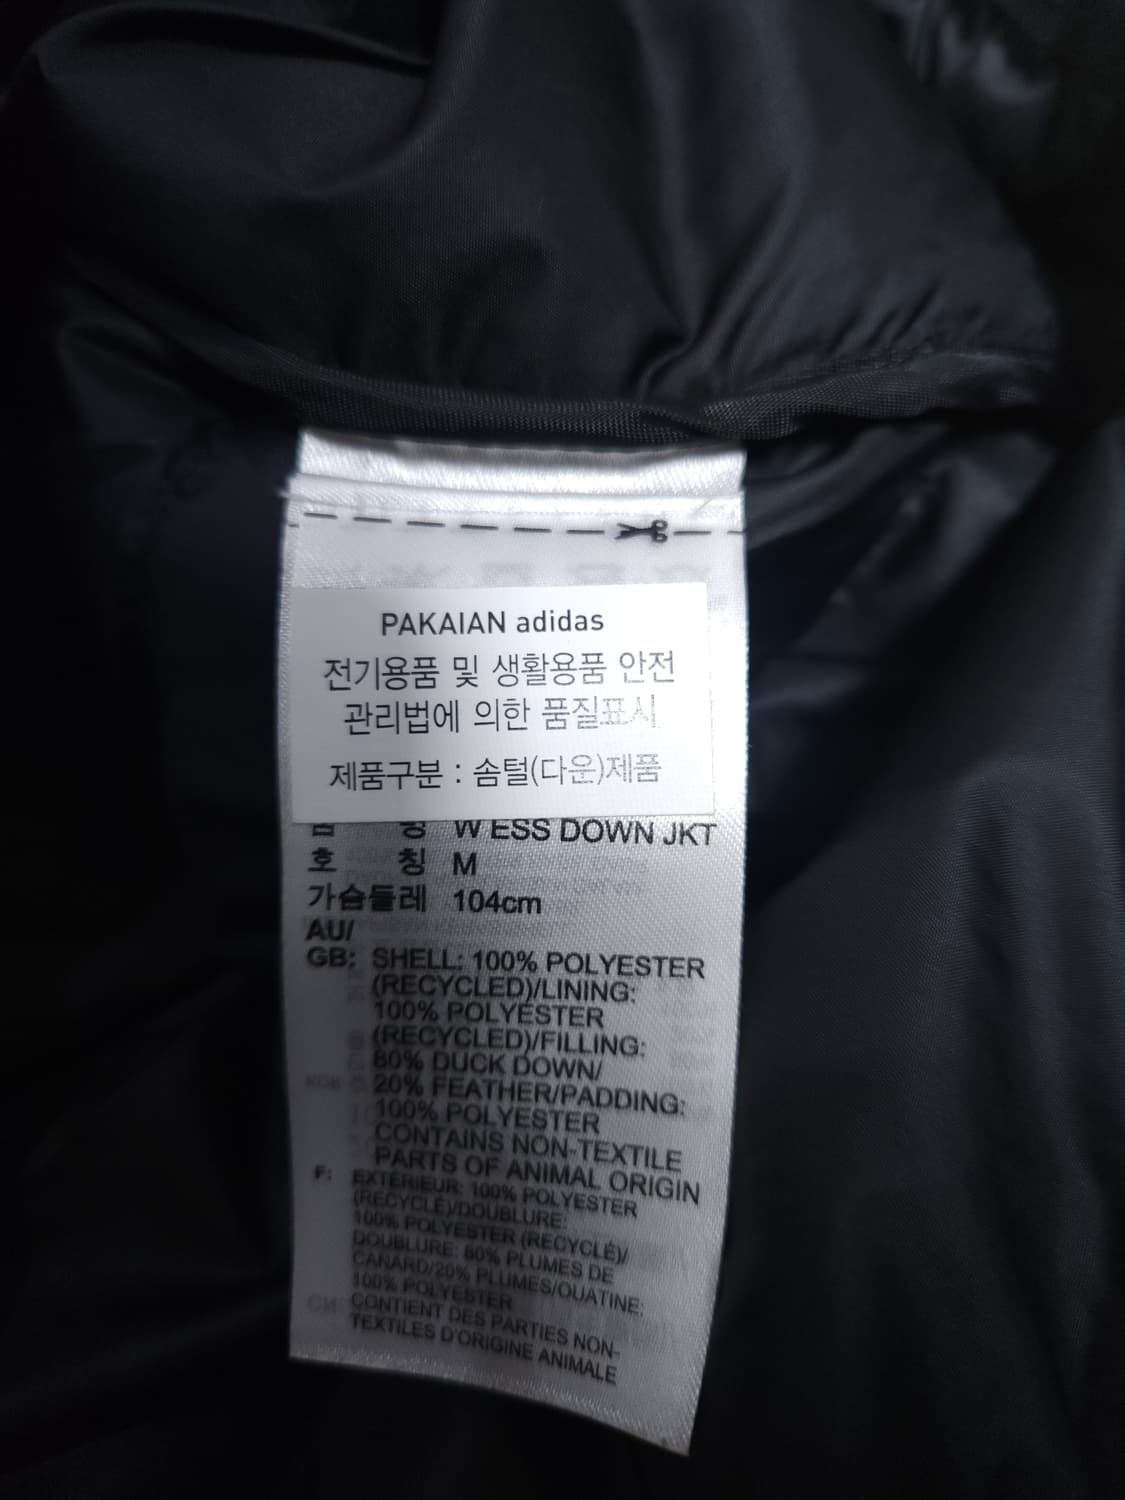 PAKAIAN adidas
전기용품 및 생활용품 안전
관리법에 의한 품질표시
제품구분 : 솜털(다운)제품
품 명 W ESS DOWN JKT
호 칭 M
가슴둘레 104cm
AU/
GB: SHELL: 100% POLYESTER
(RECYCLED)/LINING:
100% POLYESTER
(RECYCLED)/FILLING:
80% DUCK DOWN/
20% FEATHER/PADDING:
100% POLYESTER
CONTAINS NON-TEXTILE
PARTS OF ANIMAL ORIGIN
F: EXTÉRIEUR: 100% POLYESTER
(RECYCLÉ)/DOUBLURE:
100% POLYESTER (RECYCLÉ)/
DOUBLURE: 80% PLUMES DE
CANARD/20% PLUMES/OUATINE:
100% POLYESTER
CONTIENT DES PARTIES NON-
TEXTILES D'ORIGINE ANIMALE